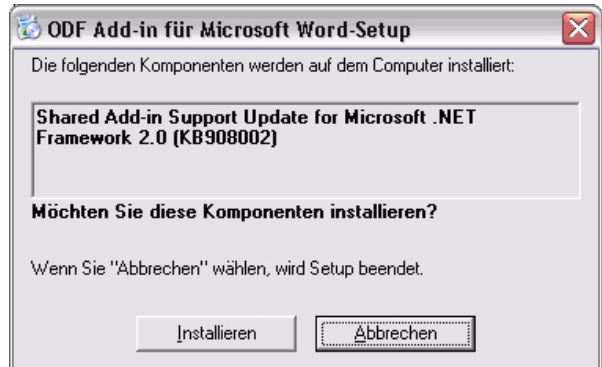 ODF Add-in für Microsoft Word-Setup
Die folgenden Komponenten werden auf dem Computer installiert:
Shared Add-in Support Update for Microsoft .NET
Framework 2.0 (KB908002)
Möchten Sie diese Komponenten installieren?
Wenn Sie "Abbrechen" wählen, wird Setup beendet.
Installieren
Abbrechen